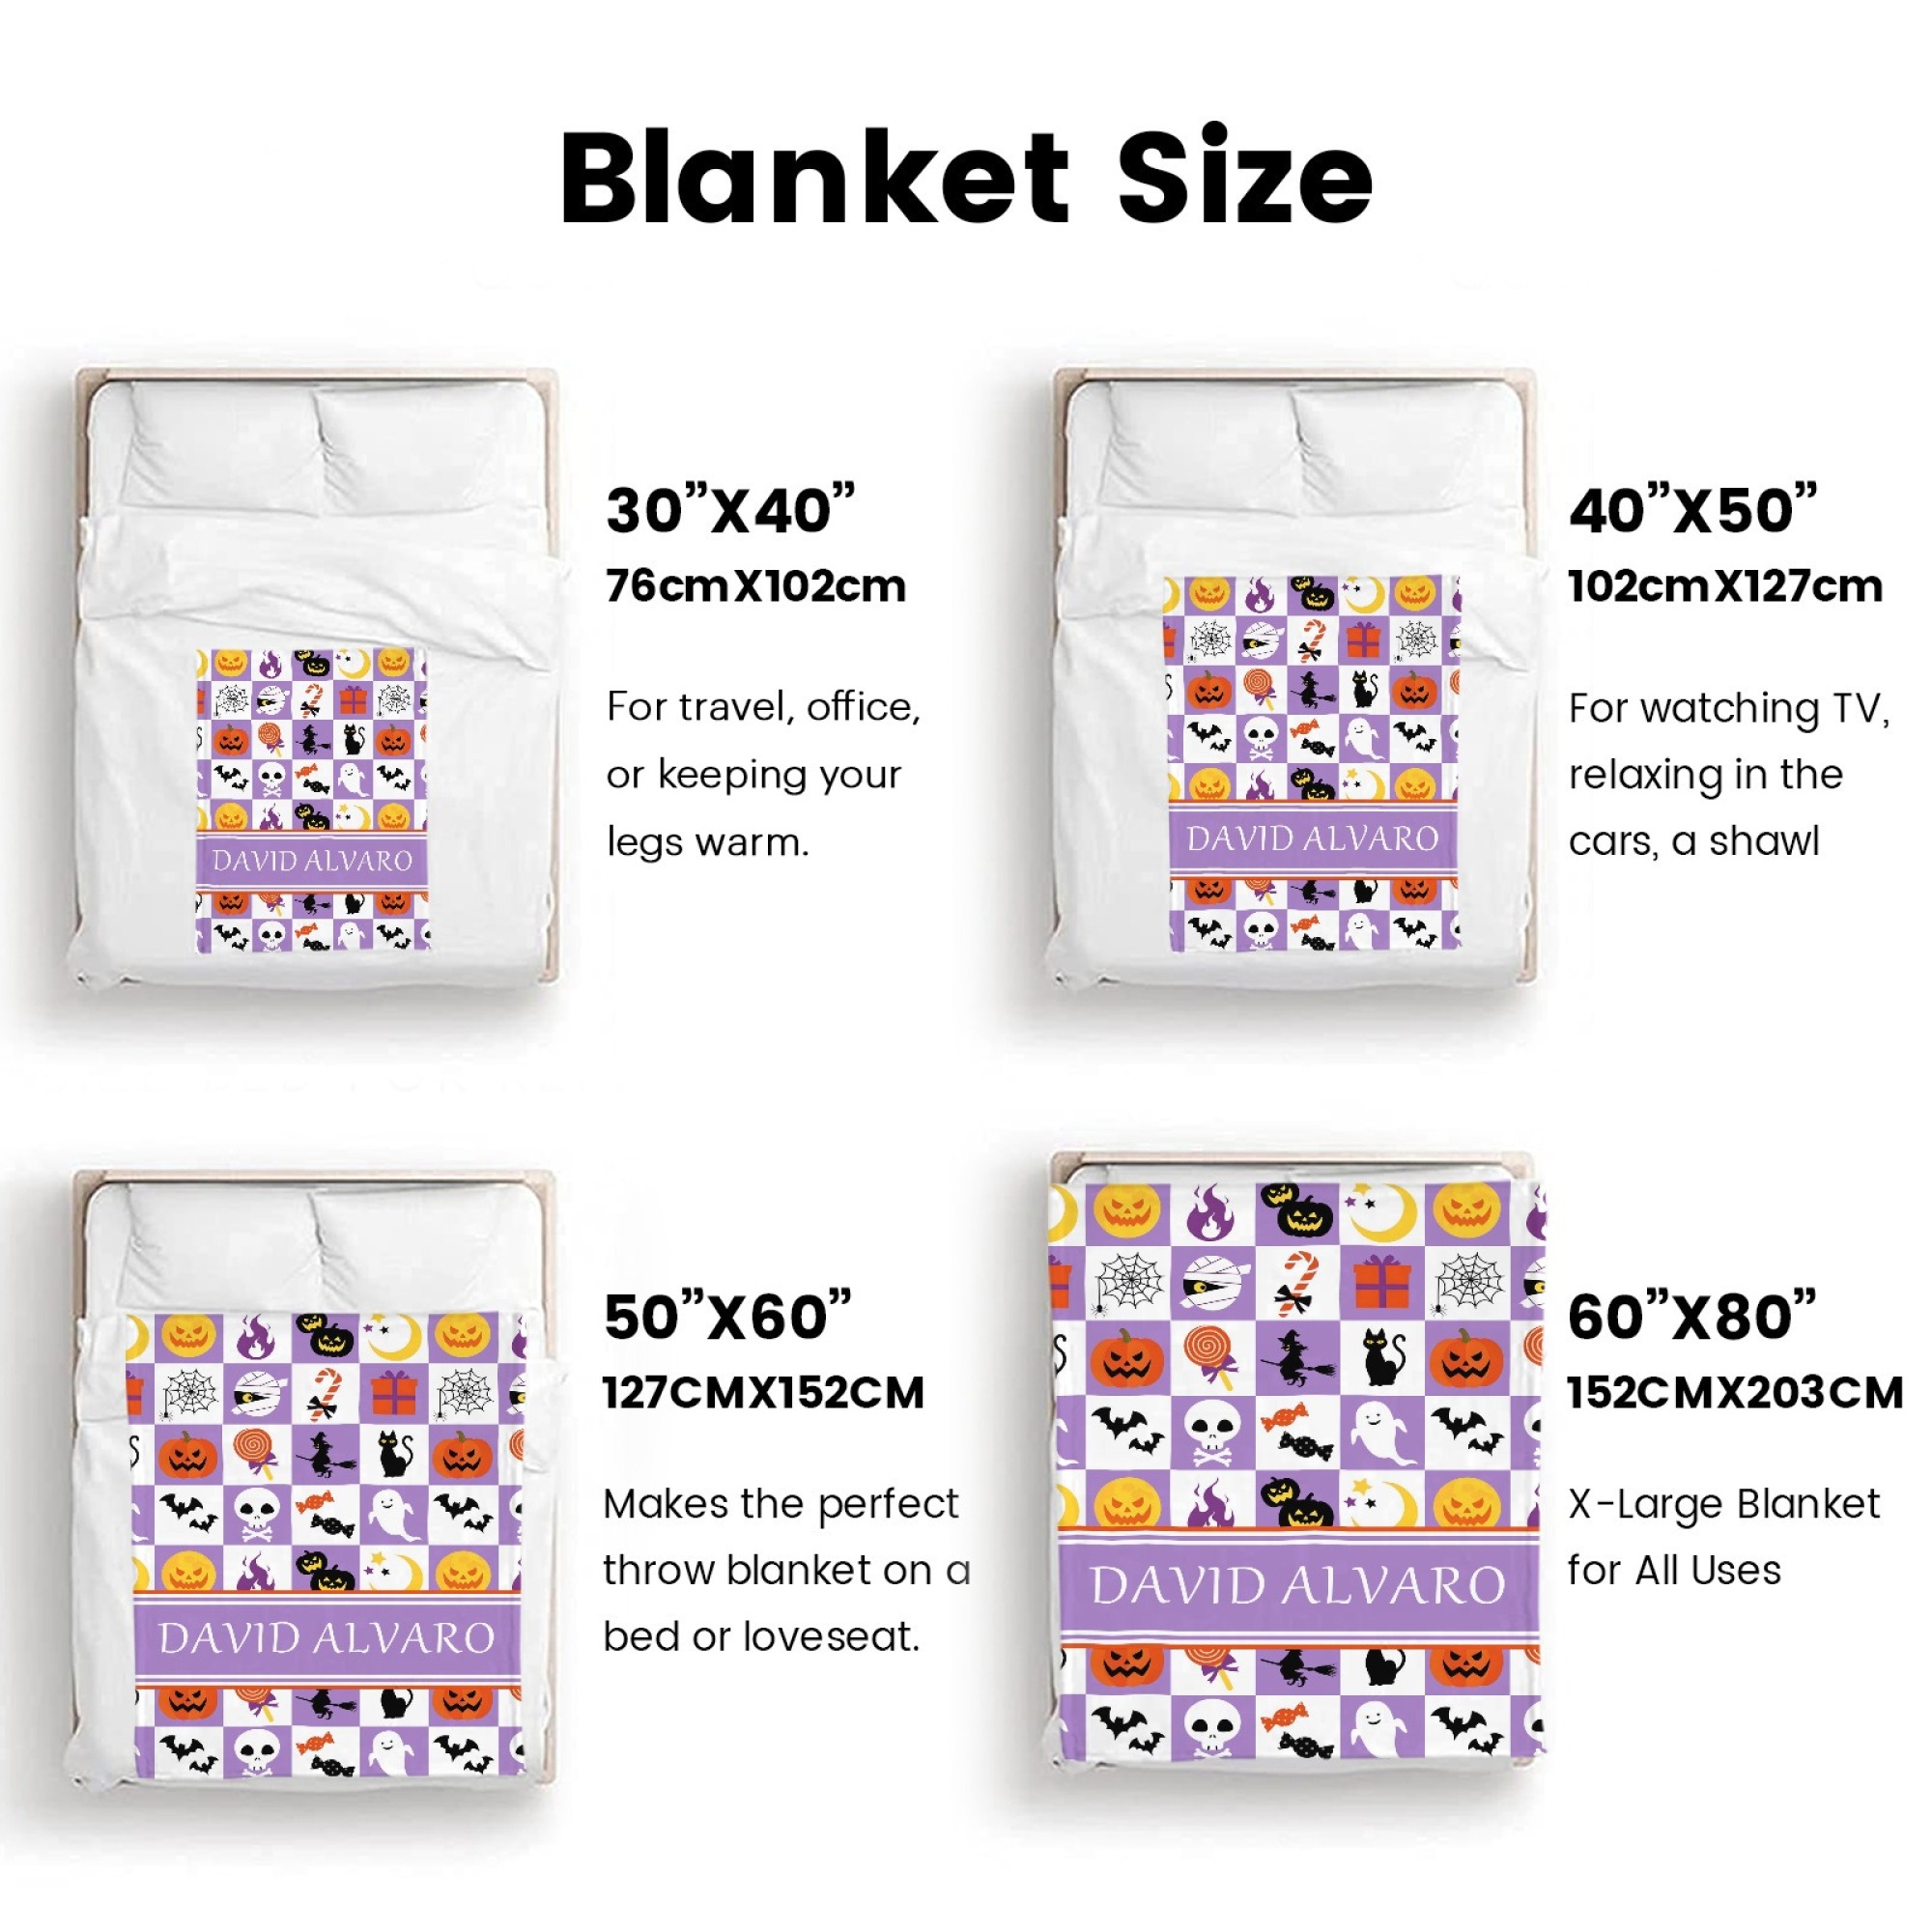 Blanket Size
30”X40”
76cmX102cm
For travel, office,
or keeping your
legs warm.
DAVID ALVARO
40”X50”
102cmX127cm
For watching TV,
relaxing in the
cars, a shawl
DAVID ALVARO
50”X60”
127CMX152CM
Makes the perfect
throw blanket on a
bed or loveseat.
DAVID ALVARO
60”X80”
152CMX203CM
X-Large Blanket
for All Uses
DAVID ALVARO